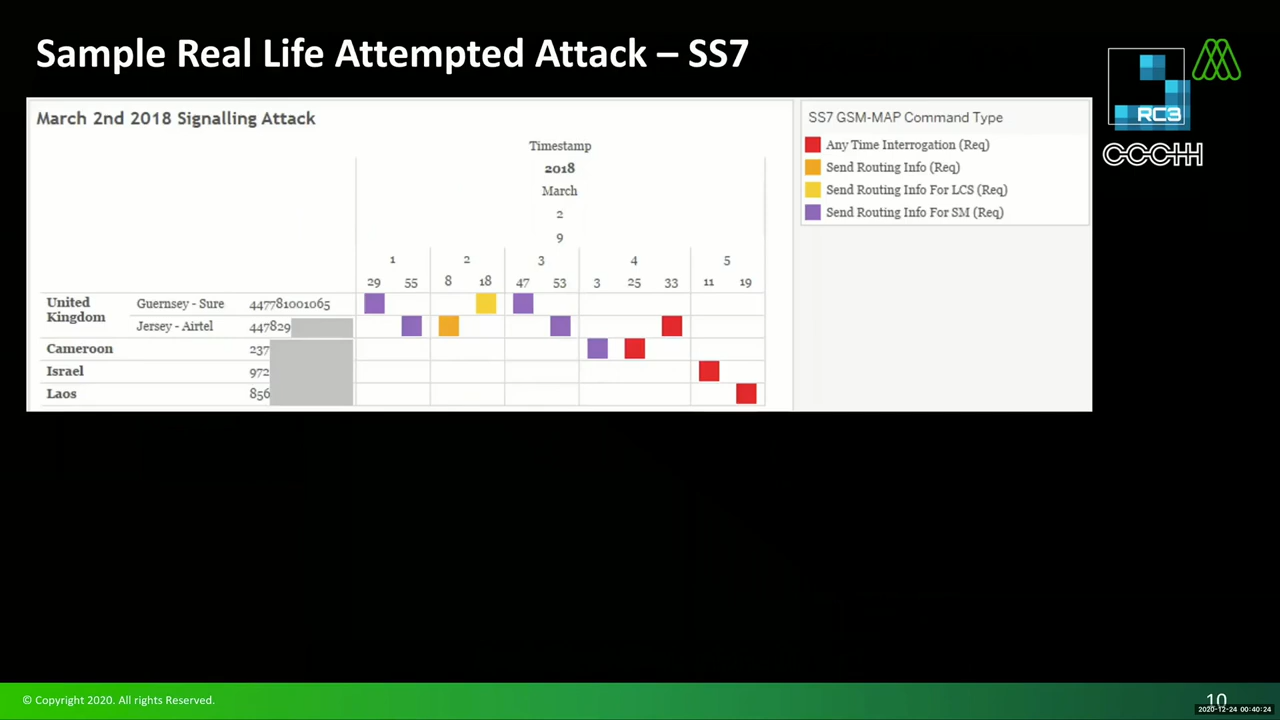 Sample Real Life Attempted Attack – SS7
RC3
CCCHH
March 2nd 2018 Signalling Attack
Timestamp
2018
March
2
9
1 2 3 4 5
29 55 8 18 47 53 3 25 33 11 19
United Kingdom Guernsey - Sure 447781001065
Jersey - Airtel 447829
Cameroon 237
Israel 972
Laos 856
SS7 GSM-MAP Command Type
Any Time Interrogation (Req)
Send Routing Info (Req)
Send Routing Info For LCS (Req)
Send Routing Info For SM (Req)
© Copyright 2020. All rights Reserved.
10
2020-12-24 00:40:24